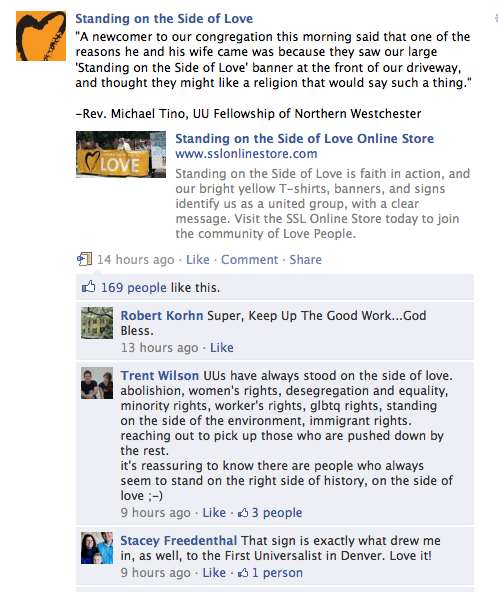 Standing on the Side of Love
"A newcomer to our congregation this morning said that one of the
reasons he and his wife came was because they saw our large
'Standing on the Side of Love' banner at the front of our driveway,
and thought they might like a religion that would say such a thing."
–Rev. Michael Tino, UU Fellowship of Northern Westchester
LOVE
Standing on the Side of Love Online Store
www.sslonlinestore.com
Standing on the Side of Love is faith in action, and
our bright yellow T-shirts, banners, and signs
identify us as a united group, with a clear
message. Visit the SSL Online Store today to join
the community of Love People.
14 hours ago · Like · Comment · Share
169 people like this.
Robert Korhn Super, Keep Up The Good Work...God
Bless.
13 hours ago · Like
Trent Wilson UUs have always stood on the side of love.
abolishion, women's rights, desegregation and equality,
minority rights, worker's rights, glbtq rights, standing
on the side of the environment, immigrant rights.
reaching out to pick up those who are pushed down by
the rest.
it's reassuring to know there are people who always
seem to stand on the right side of history, on the side of
love ;-)
9 hours ago · Like · 3 people
Stacey Freedenthal That sign is exactly what drew me
in, as well, to the First Universalist in Denver. Love it!
9 hours ago · Like · 1 person